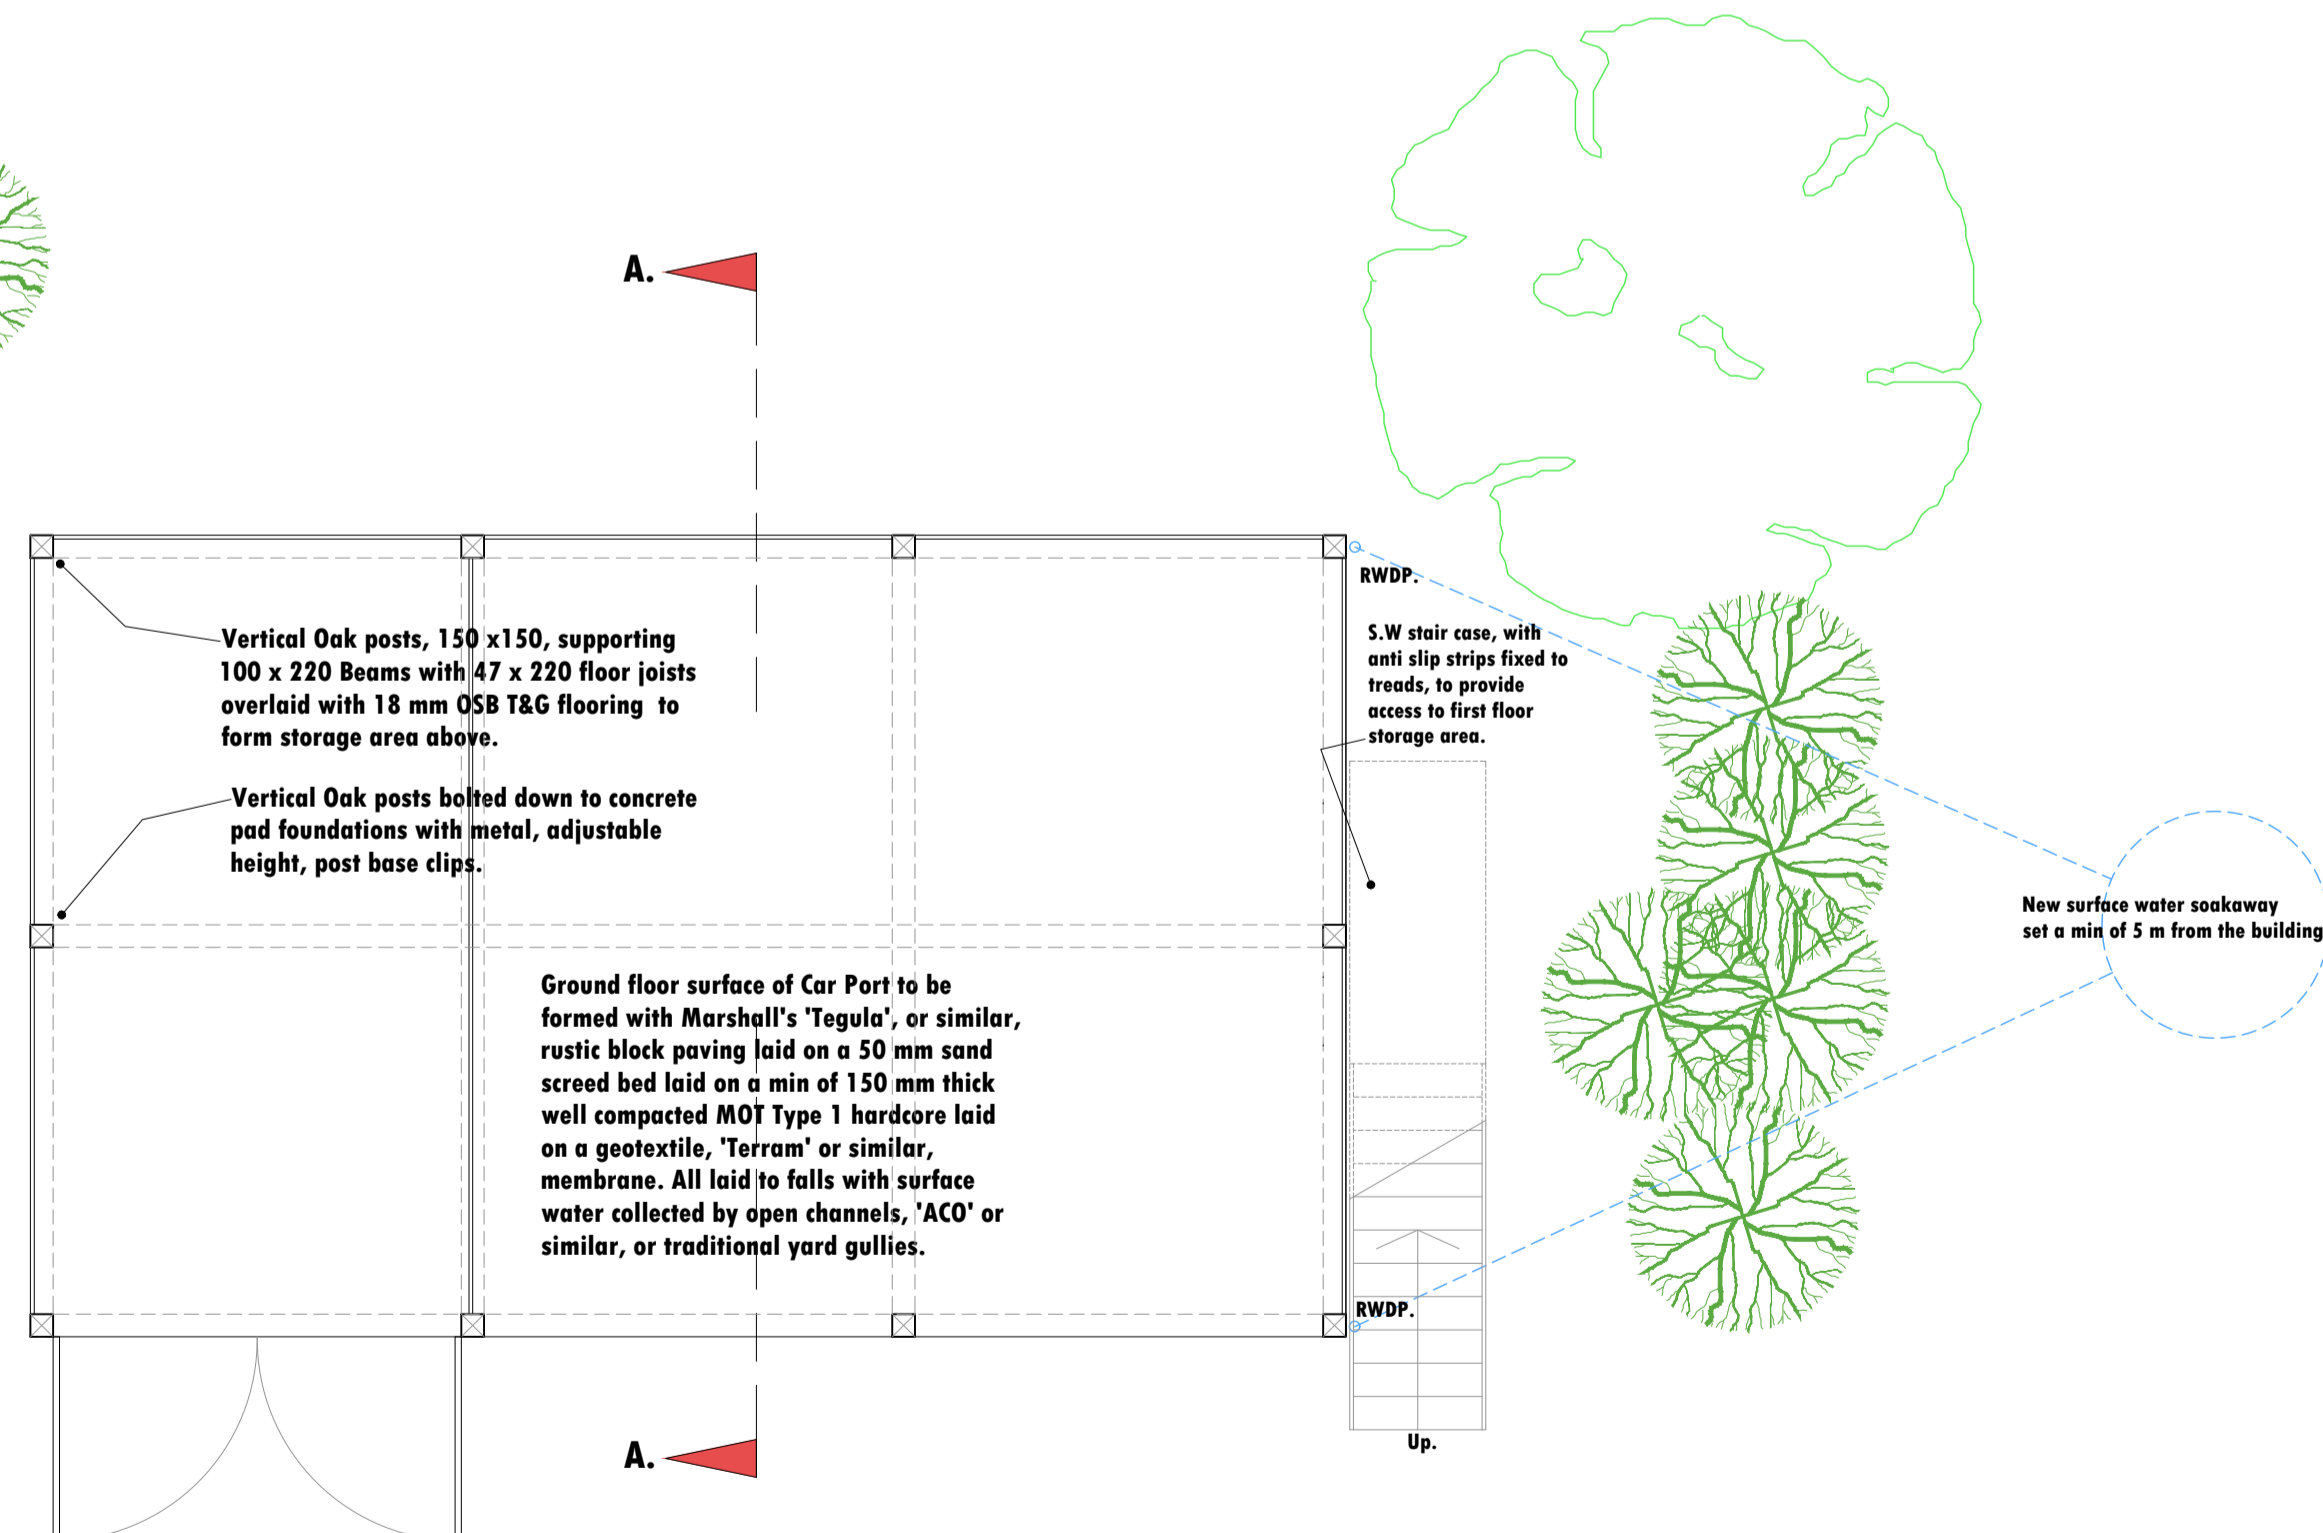 A.
RWDP.
Vertical Oak posts, 150 x150, supporting
100 x 220 Beams with 47 x 220 floor joists
overlaid with 18 mm OSB T&G flooring  to
form storage area above.
S.W stair case, with
anti slip strips fixed to
treads, to provide
access to first floor
storage area.
Vertical Oak posts bolted down to concrete
pad foundations with metal, adjustable
height, post base clips.
New surface water soakaway
set a min of 5 m from the building
Ground floor surface of Car Port to be
formed with Marshall's 'Tegula', or similar,
rustic block paving laid on a 50 mm sand
screed bed laid on a min of 150 mm thick
well compacted MOT Type 1 hardcore laid
on a geotextile, 'Terram' or similar,
membrane. All laid to falls with surface
water collected by open channels, 'ACO' or
similar, or traditional yard gullies.
RWDP.
Up.
A.